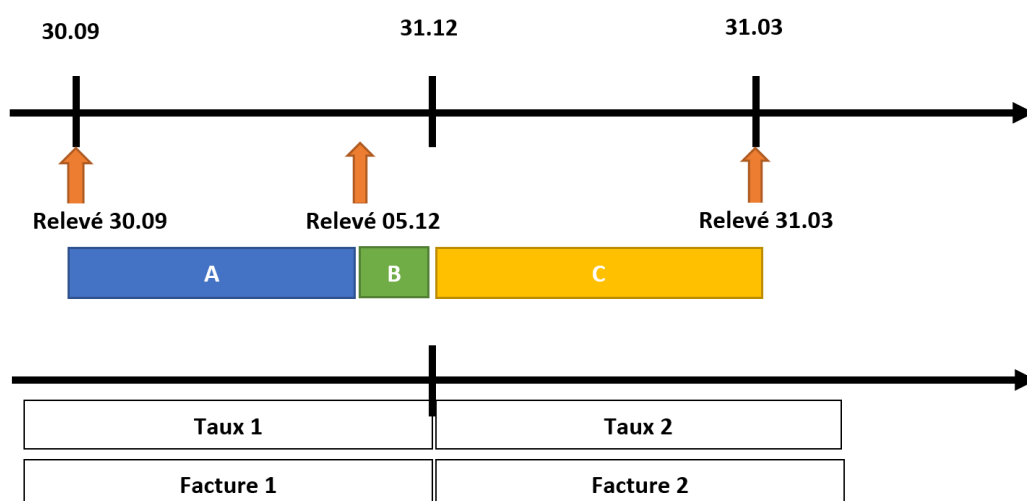 30.09
31.12
31.03
Relevé 30.09
Relevé 05.12
Relevé 31.03
A
B
C
Taux 1
Taux 2
Facture 1
Facture 2